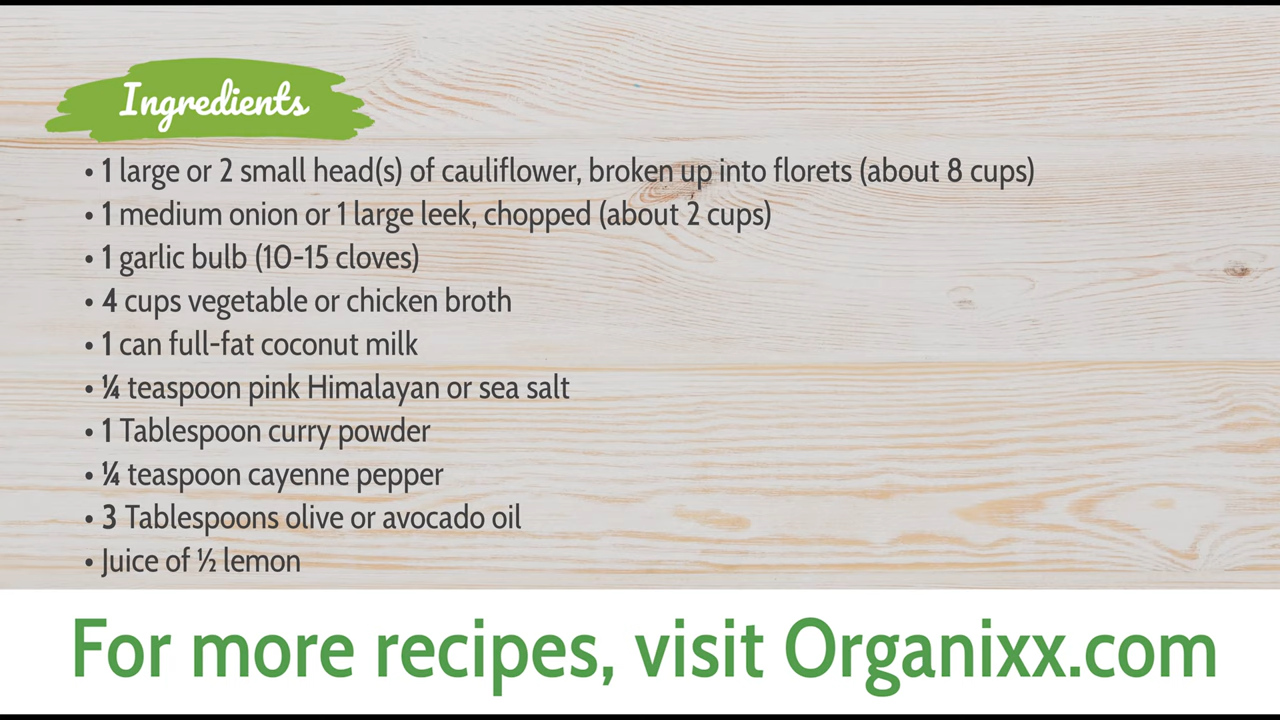 Ingredients
• 1 large or 2 small head(s) of cauliflower, broken up into florets (about 8 cups)
• 1 medium onion or 1 large leek, chopped (about 2 cups)
• 1 garlic bulb (10-15 cloves)
• 4 cups vegetable or chicken broth
• 1 can full-fat coconut milk
• ¼ teaspoon pink Himalayan or sea salt
• 1 Tablespoon curry powder
• ¼ teaspoon cayenne pepper
• 3 Tablespoons olive or avocado oil
• Juice of ½ lemon
For more recipes, visit Organixx.com